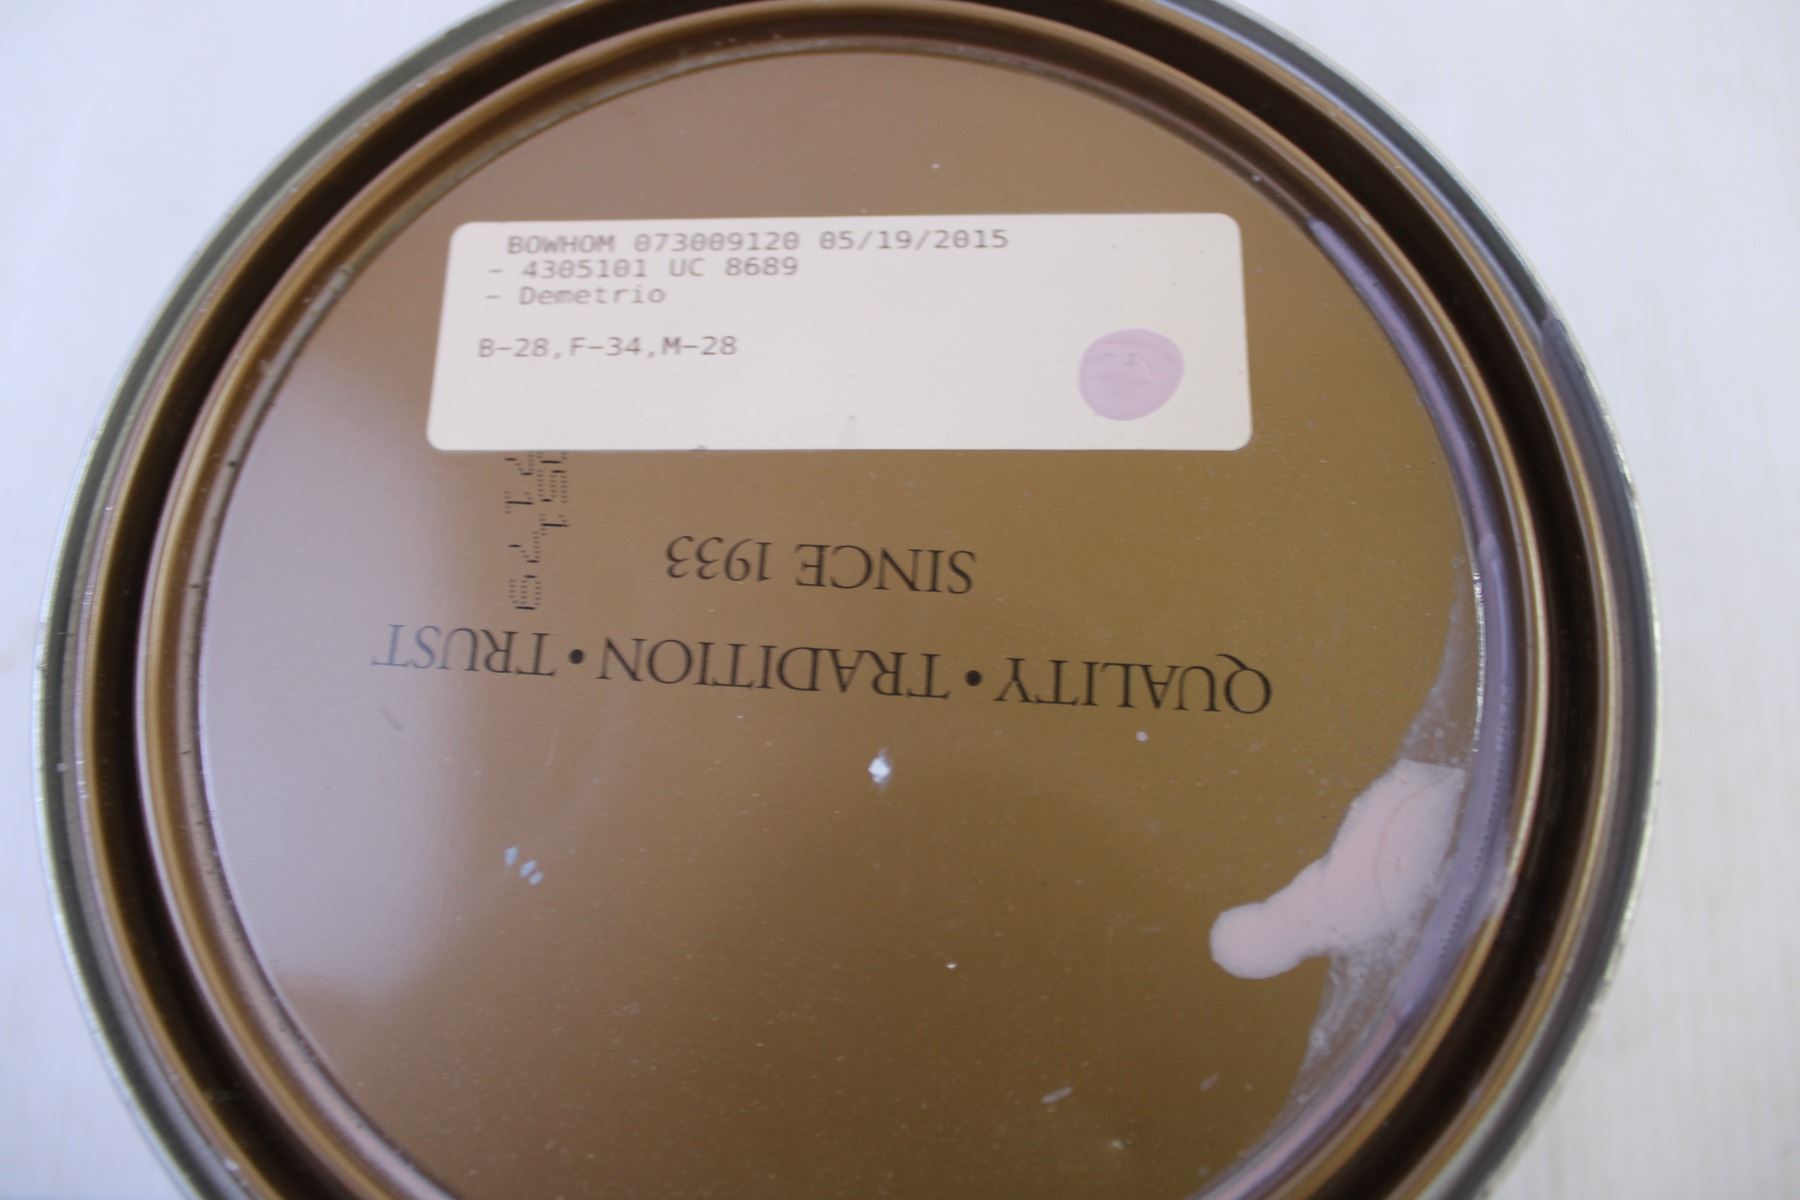 BOWHOM 073009120 05/19/2015
- 4305101 UC 8689
- Demetrio
B-28,F-34,M-28
QUALITY • TRADITION • TRUST
SINCE 1933